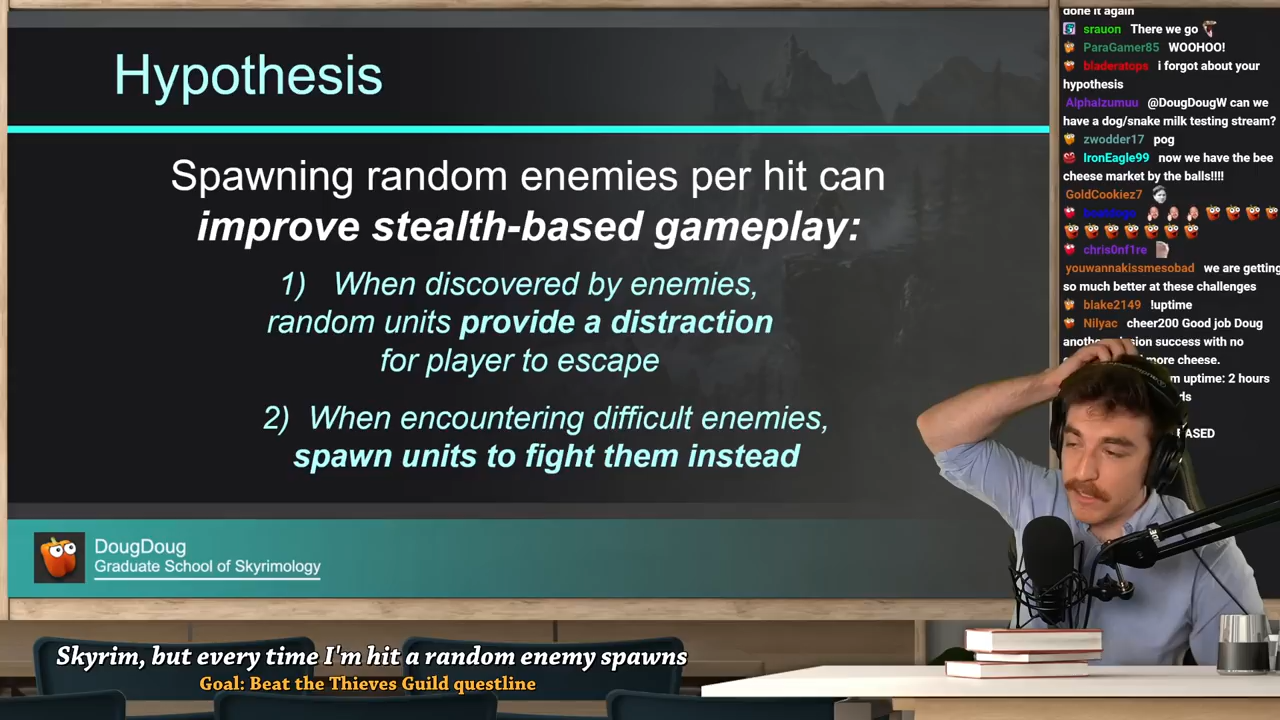 Hypothesis
Spawning random enemies per hit can
improve stealth-based gameplay:
1) When discovered by enemies,
random units provide a distraction
for player to escape
2) When encountering difficult enemies,
spawn units to fight them instead
DougDoug
Graduate School of Skyrimology
Skyrim, but every time I'm hit a random enemy spawns
Goal: Beat the Thieves Guild questline
done it again
srauon There we go
ParaGamer85 WOOHOO!
bladeratops i forgot about your
hypothesis
AlphaIzumuu @DougDougW can we
have a dog/snake milk testing stream?
zwodder17 pog
IronEagle99 now we have the bee
cheese market by the balls!!!!
GoldCookiez7
chris0nf1re
youwannakissmesobad we are getting
so much better at these challenges
blake2149 !uptime
Nilyac cheer200 Good job Doug
success with no
more cheese.
uptime: 2 hours